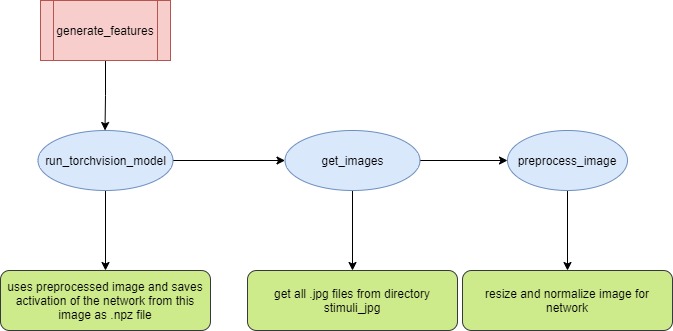 generate_features
run_torchvision_model
get_images
preprocess_image
uses preprocessed image and saves
activation of the network from this
image as .npz file
get all .jpg files from directory
stimuli_jpg
resize and normalize image for
network